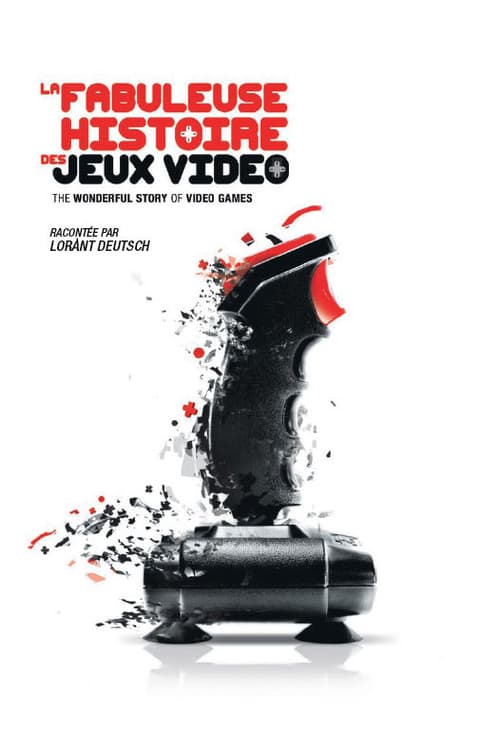 LA FABULEUSE
HISTOIRE
DES JEUX VIDEO
THE WONDERFUL STORY OF VIDEO GAMES
RACONTÉE PAR
LORÀNT DEUTSCH